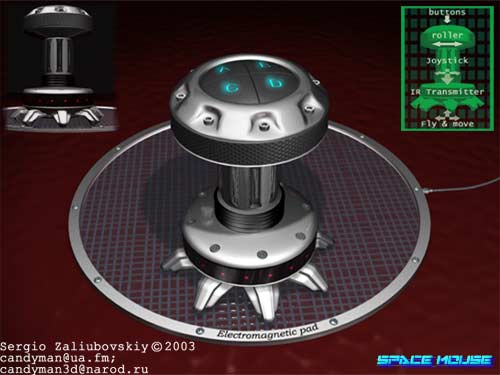 buttons
roller
Joystick
IR Transmitter
Fly & move
A B
C D
Electromagnetic pad
Sergio Zaliubovskiy©2003
candyman@ua.fm;
candyman3d@narod.ru
SPACE MOUSE